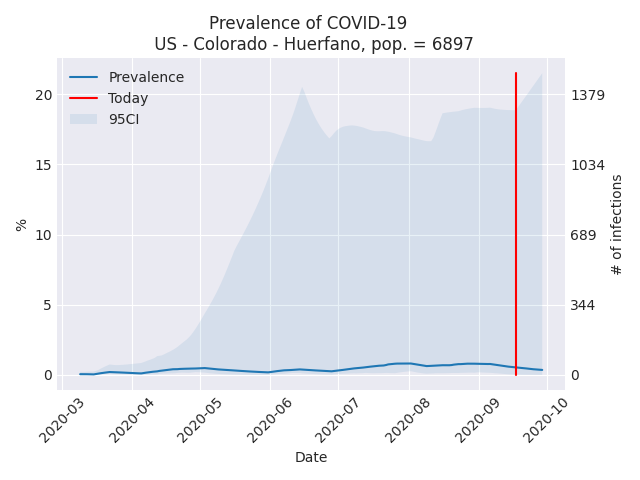 Prevalence of COVID-19
US - Colorado - Huerfano, pop. = 6897
Prevalence
Today
95CI
%
20
15
10
5
0
1379
1034
689
344
0
# of infections
2020-03
2020-04
2020-05
2020-06
2020-07
2020-08
2020-09
2020-10
Date